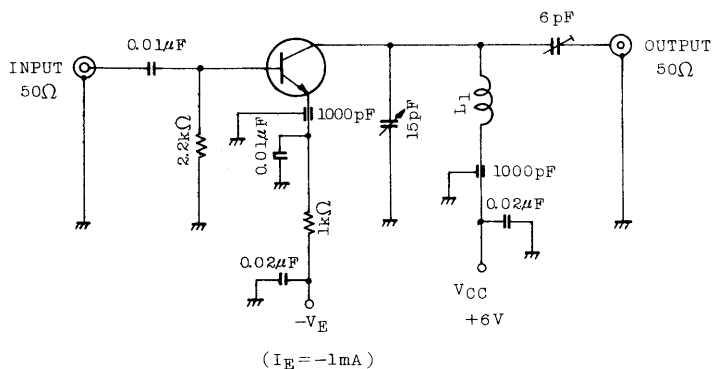 6pF
0.01μF
INPUT
50Ω
OUTPUT
50Ω
L1
1000pF
15pF
0.01μF
2.2kΩ
1000pF
1kΩ
0.02μF
0.02μF
VCC
+6V
-VE
(IE=-1mA)